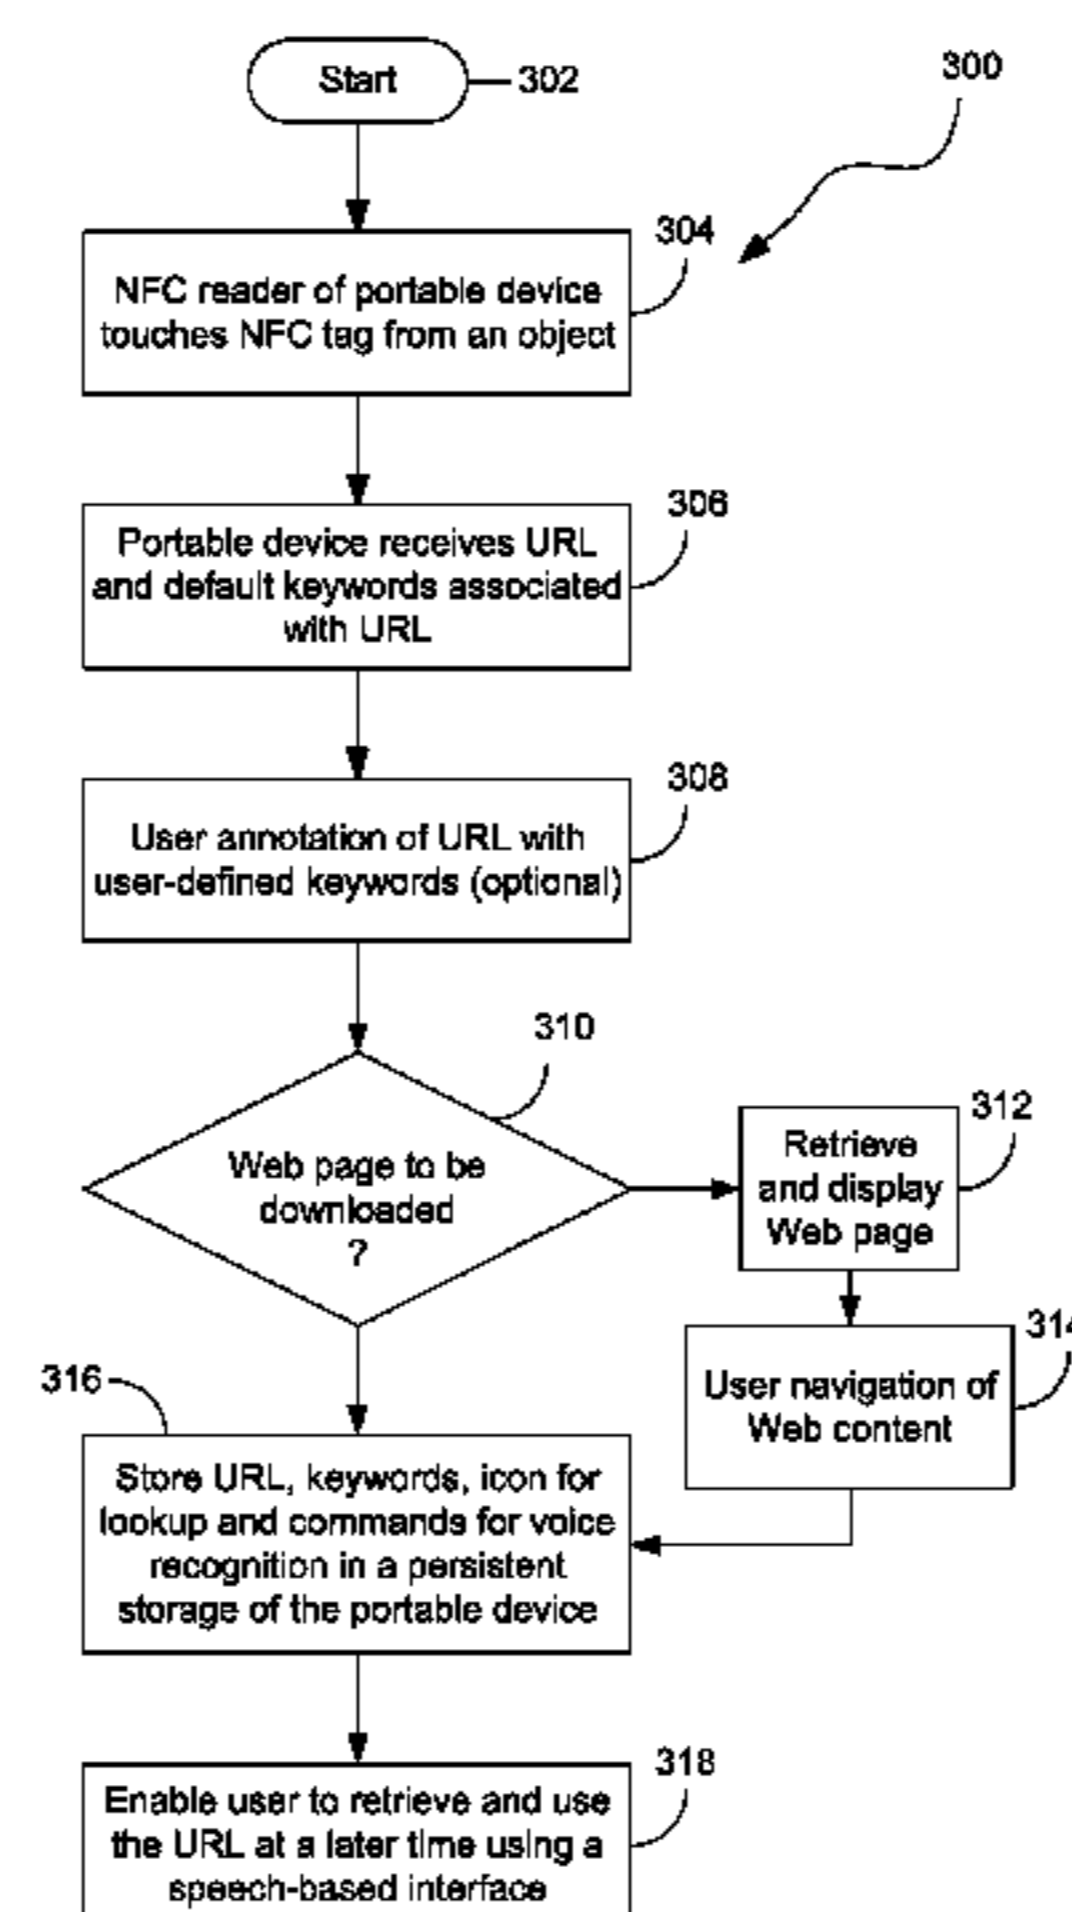 Start
302
300
304
NFC reader of portable device
touches NFC tag from an object
306
Portable device receives URL
and default keywords associated
with URL
308
User annotation of URL with
user-defined keywords (optional)
310
Web page to be
downloaded
?
312
Retrieve
and display
Web page
314
User navigation of
Web content
316
Store URL, keywords, icon for
lookup and commands for voice
recognition in a persistent
storage of the portable device
318
Enable user to retrieve and use
the URL at a later time using a
speech-based interface